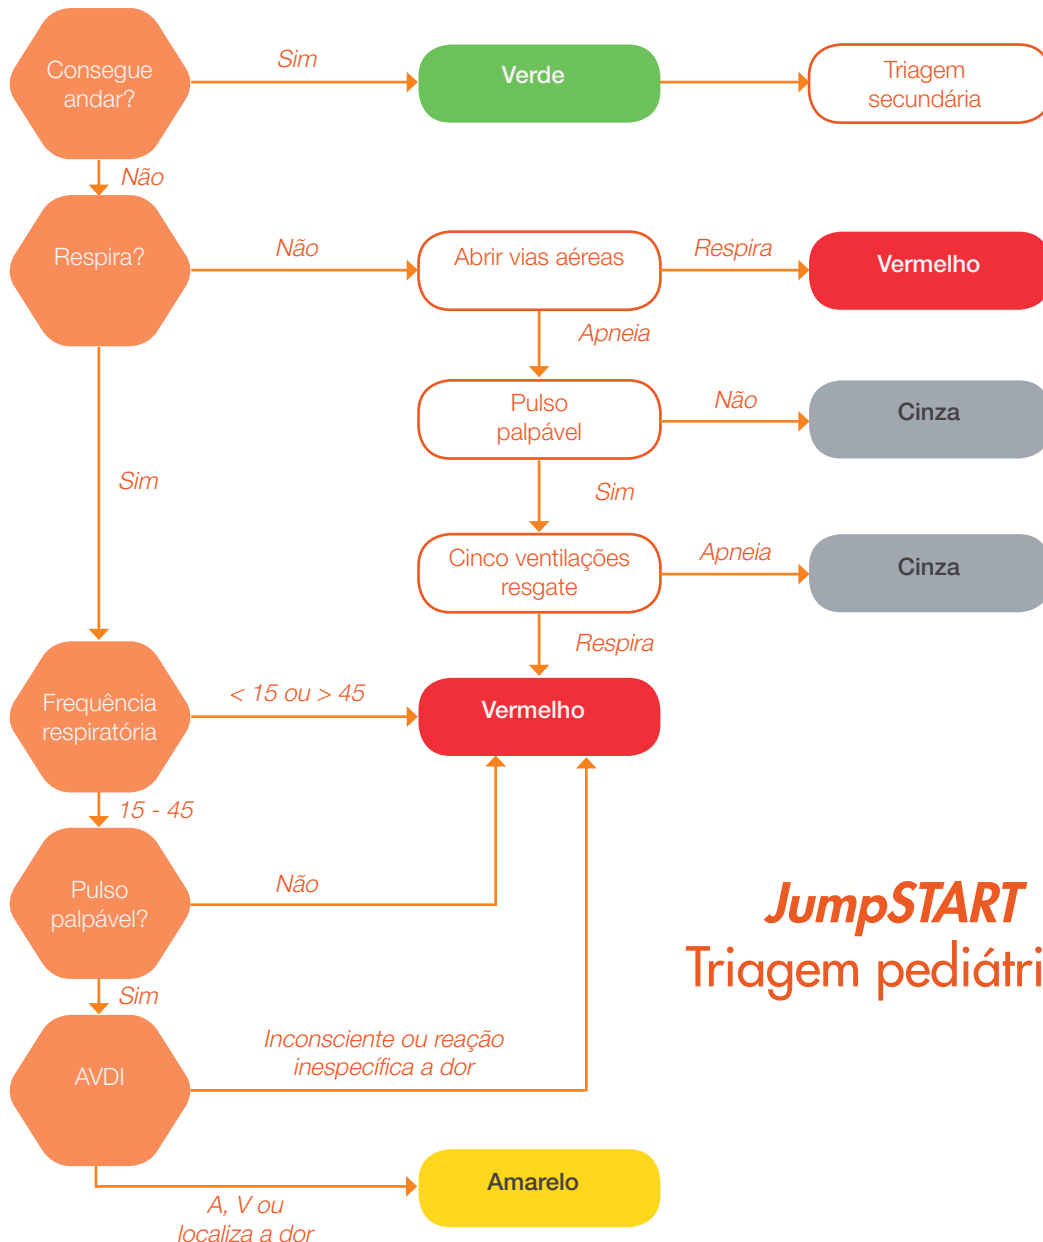 Consegue
andar?
Sim
Verde
Triagem
secundária
Não
Respira?
Não
Abrir vias aéreas
Respira
Vermelho
Apneia
Pulso
palpável
Não
Cinza
Sim
Sim
Cinco ventilações
resgate
Apneia
Cinza
Respira
Frequência
respiratória
< 15 ou > 45
Vermelho
15 - 45
Pulso
palpável?
Não
JumpSTART
Triagem pediátri
Sim
AVDI
Inconsciente ou reação
inespecífica a dor
Amarelo
A, V ou
localiza a dor